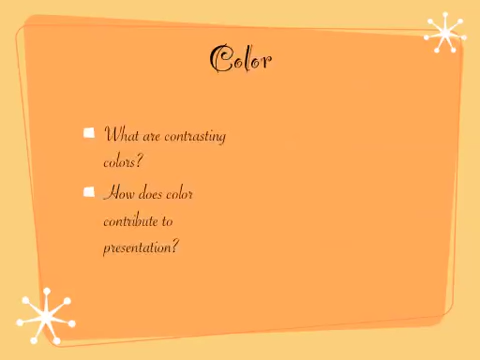 Color
What are contrasting
colors?
How does color
contribute to
presentation?